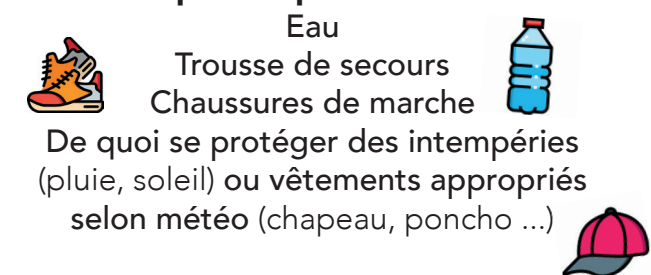 Eau
Trousse de secours
Chaussures de marche
De quoi se protéger des intempéries
(pluie, soleil) ou vêtements appropriés
selon météo (chapeau, poncho ...)